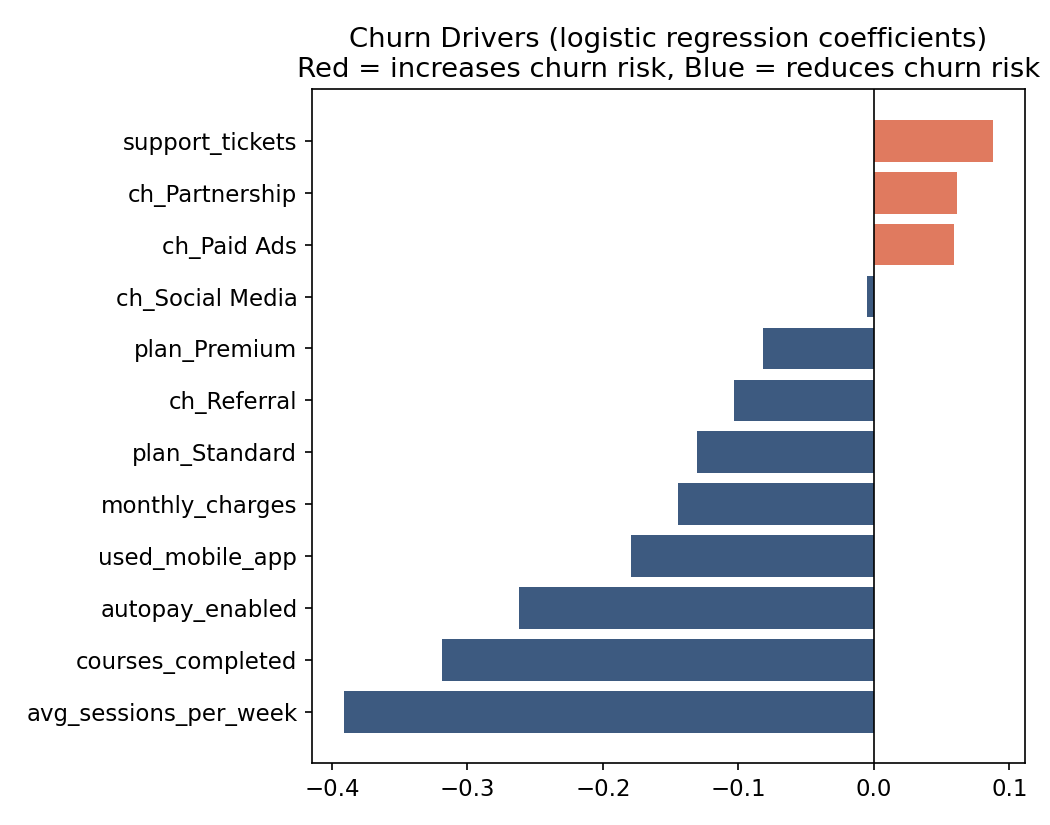 Churn Drivers (logistic regression coefficients)
Red = increases churn risk, Blue = reduces churn risk
support_tickets
ch_Partnership
ch_Paid Ads
ch_Social Media
plan_Premium
ch_Referral
plan_Standard
monthly_charges
used_mobile_app
autopay_enabled
courses_completed
avg_sessions_per_week
−0.4 −0.3 −0.2 −0.1 0.0 0.1